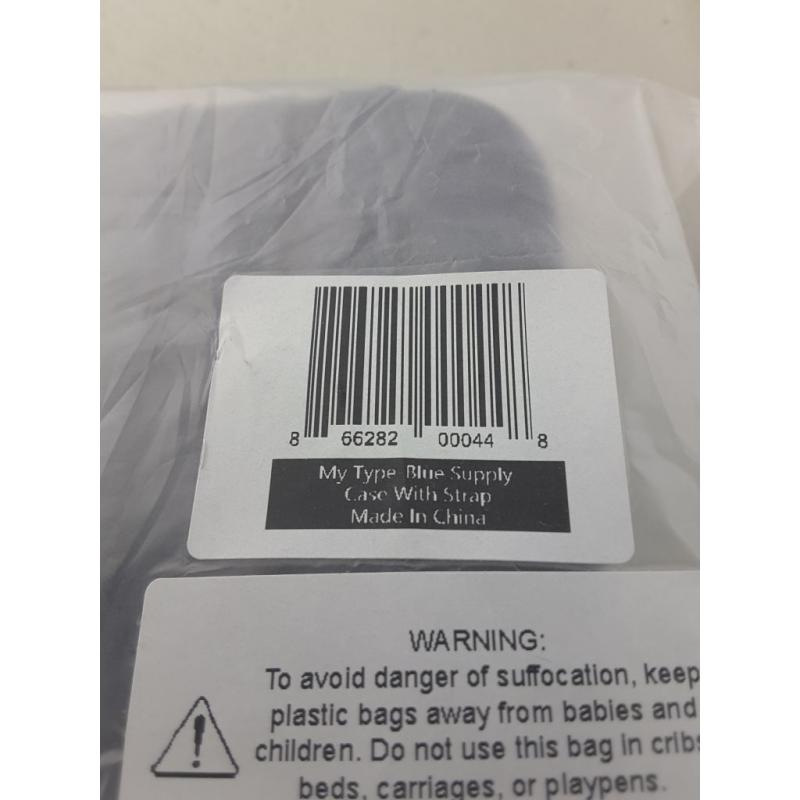 8 66282 00044 8
My Type Blue Supply
Case With Strap
Made In China
WARNING:
To avoid danger of suffocation, keep
plastic bags away from babies and
children. Do not use this bag in cribs
beds, carriages, or playpens.